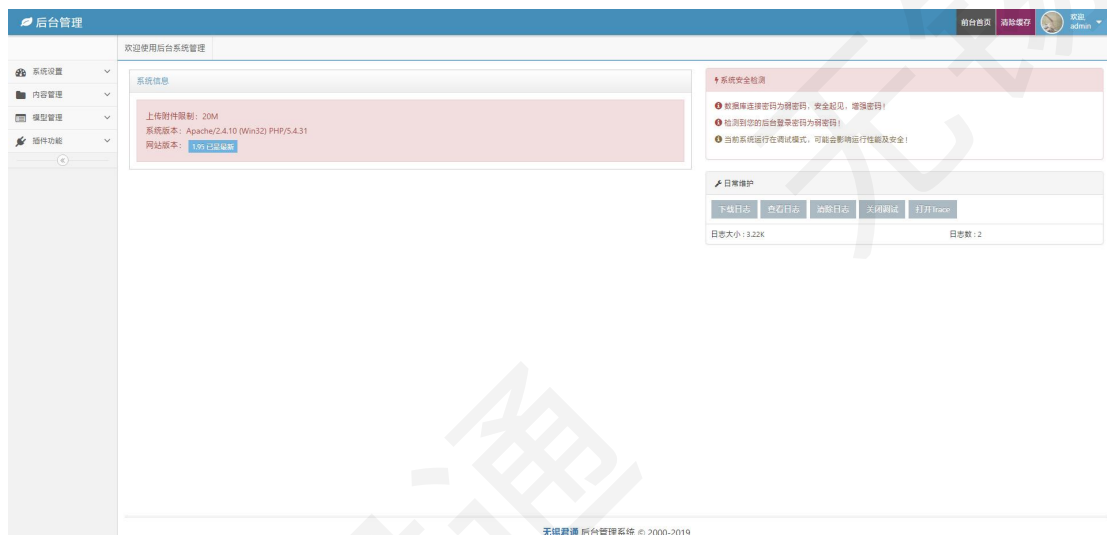 后台管理
前台首页 清除缓存 欢迎, admin
欢迎使用后台系统管理
系统设置
内容管理
模型管理
插件功能
系统信息
上传附件限制：20M
系统版本：Apache/2.4.10 (Win32) PHP/5.4.31
网站版本： 1.95 已是最新
系统安全检测
数据库连接密码为弱密码，安全起见，增强密码！
检测到您的后台登录密码为弱密码！
当前系统运行在调试模式，可能会影响运行性能及安全！
日常维护
下载日志 查看日志 清除日志 关闭调试 打开Trace
日志大小 : 3.22K 日志数 : 2
无锡君通 后台管理系统 © 2000-2019